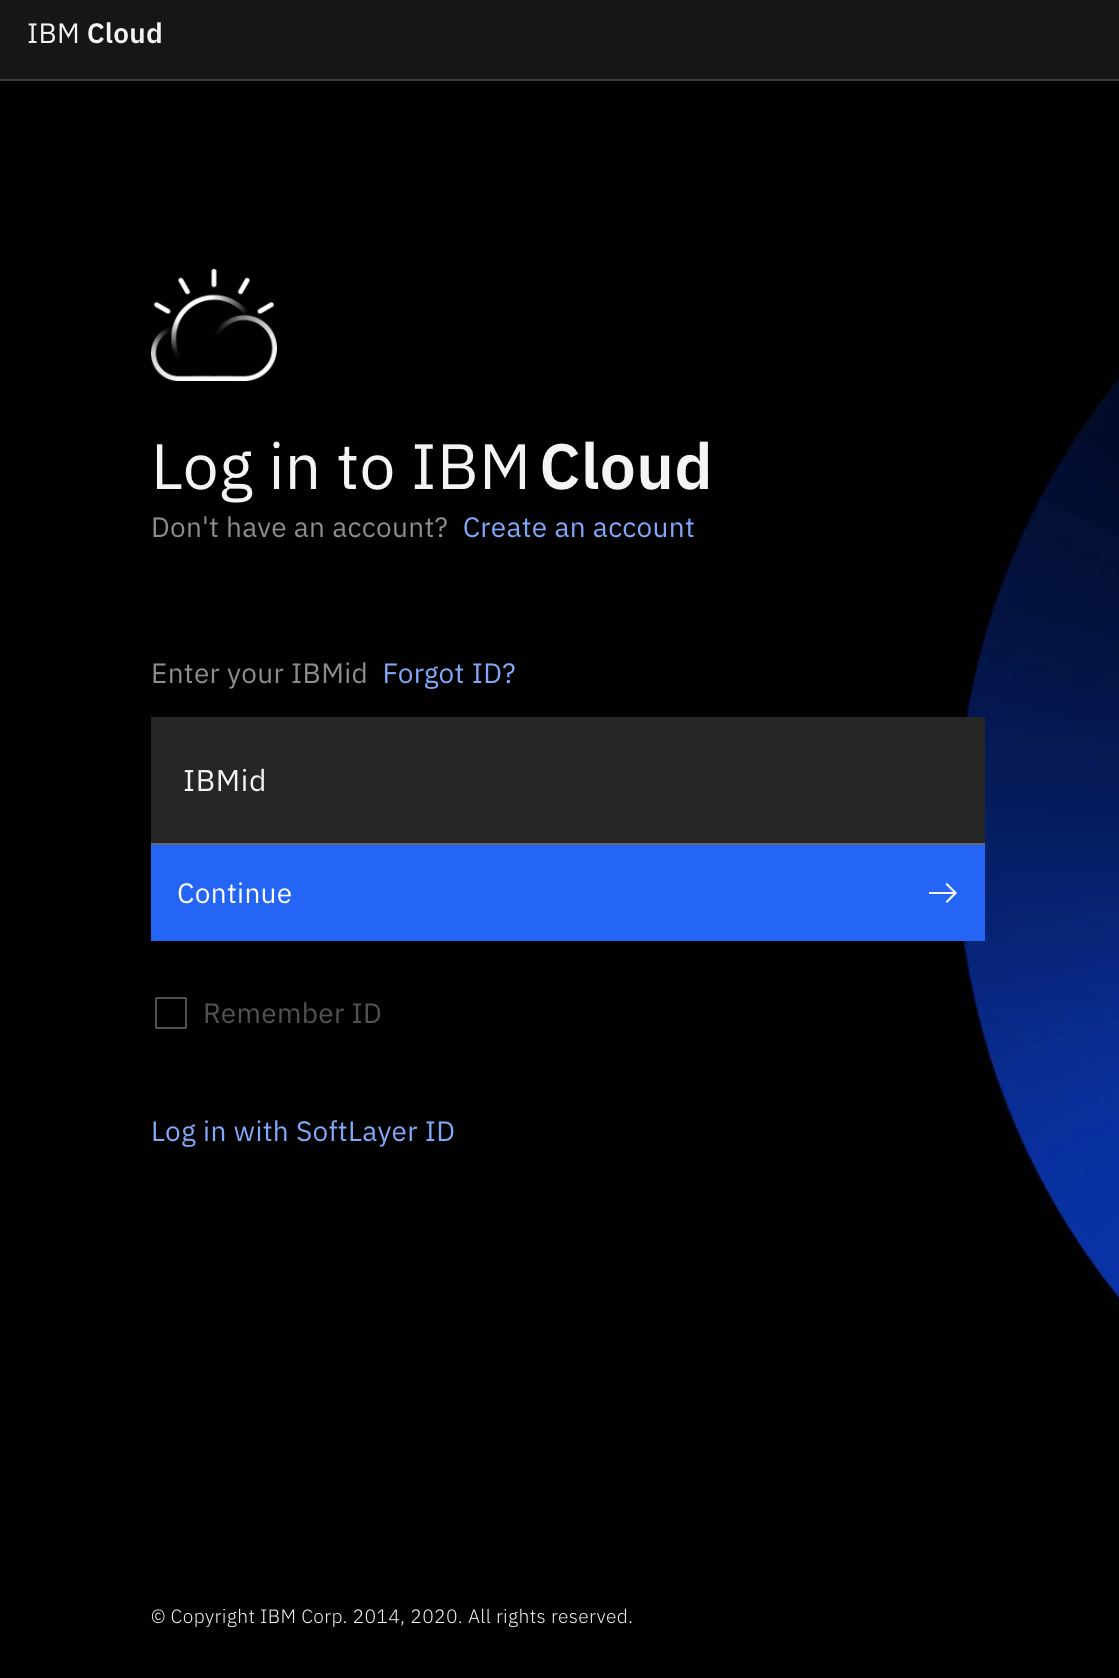 IBM Cloud
Log in to IBM Cloud
Don't have an account? Create an account
Enter your IBMid Forgot ID?
IBMid
Continue
Remember ID
Log in with SoftLayer ID
© Copyright IBM Corp. 2014, 2020. All rights reserved.